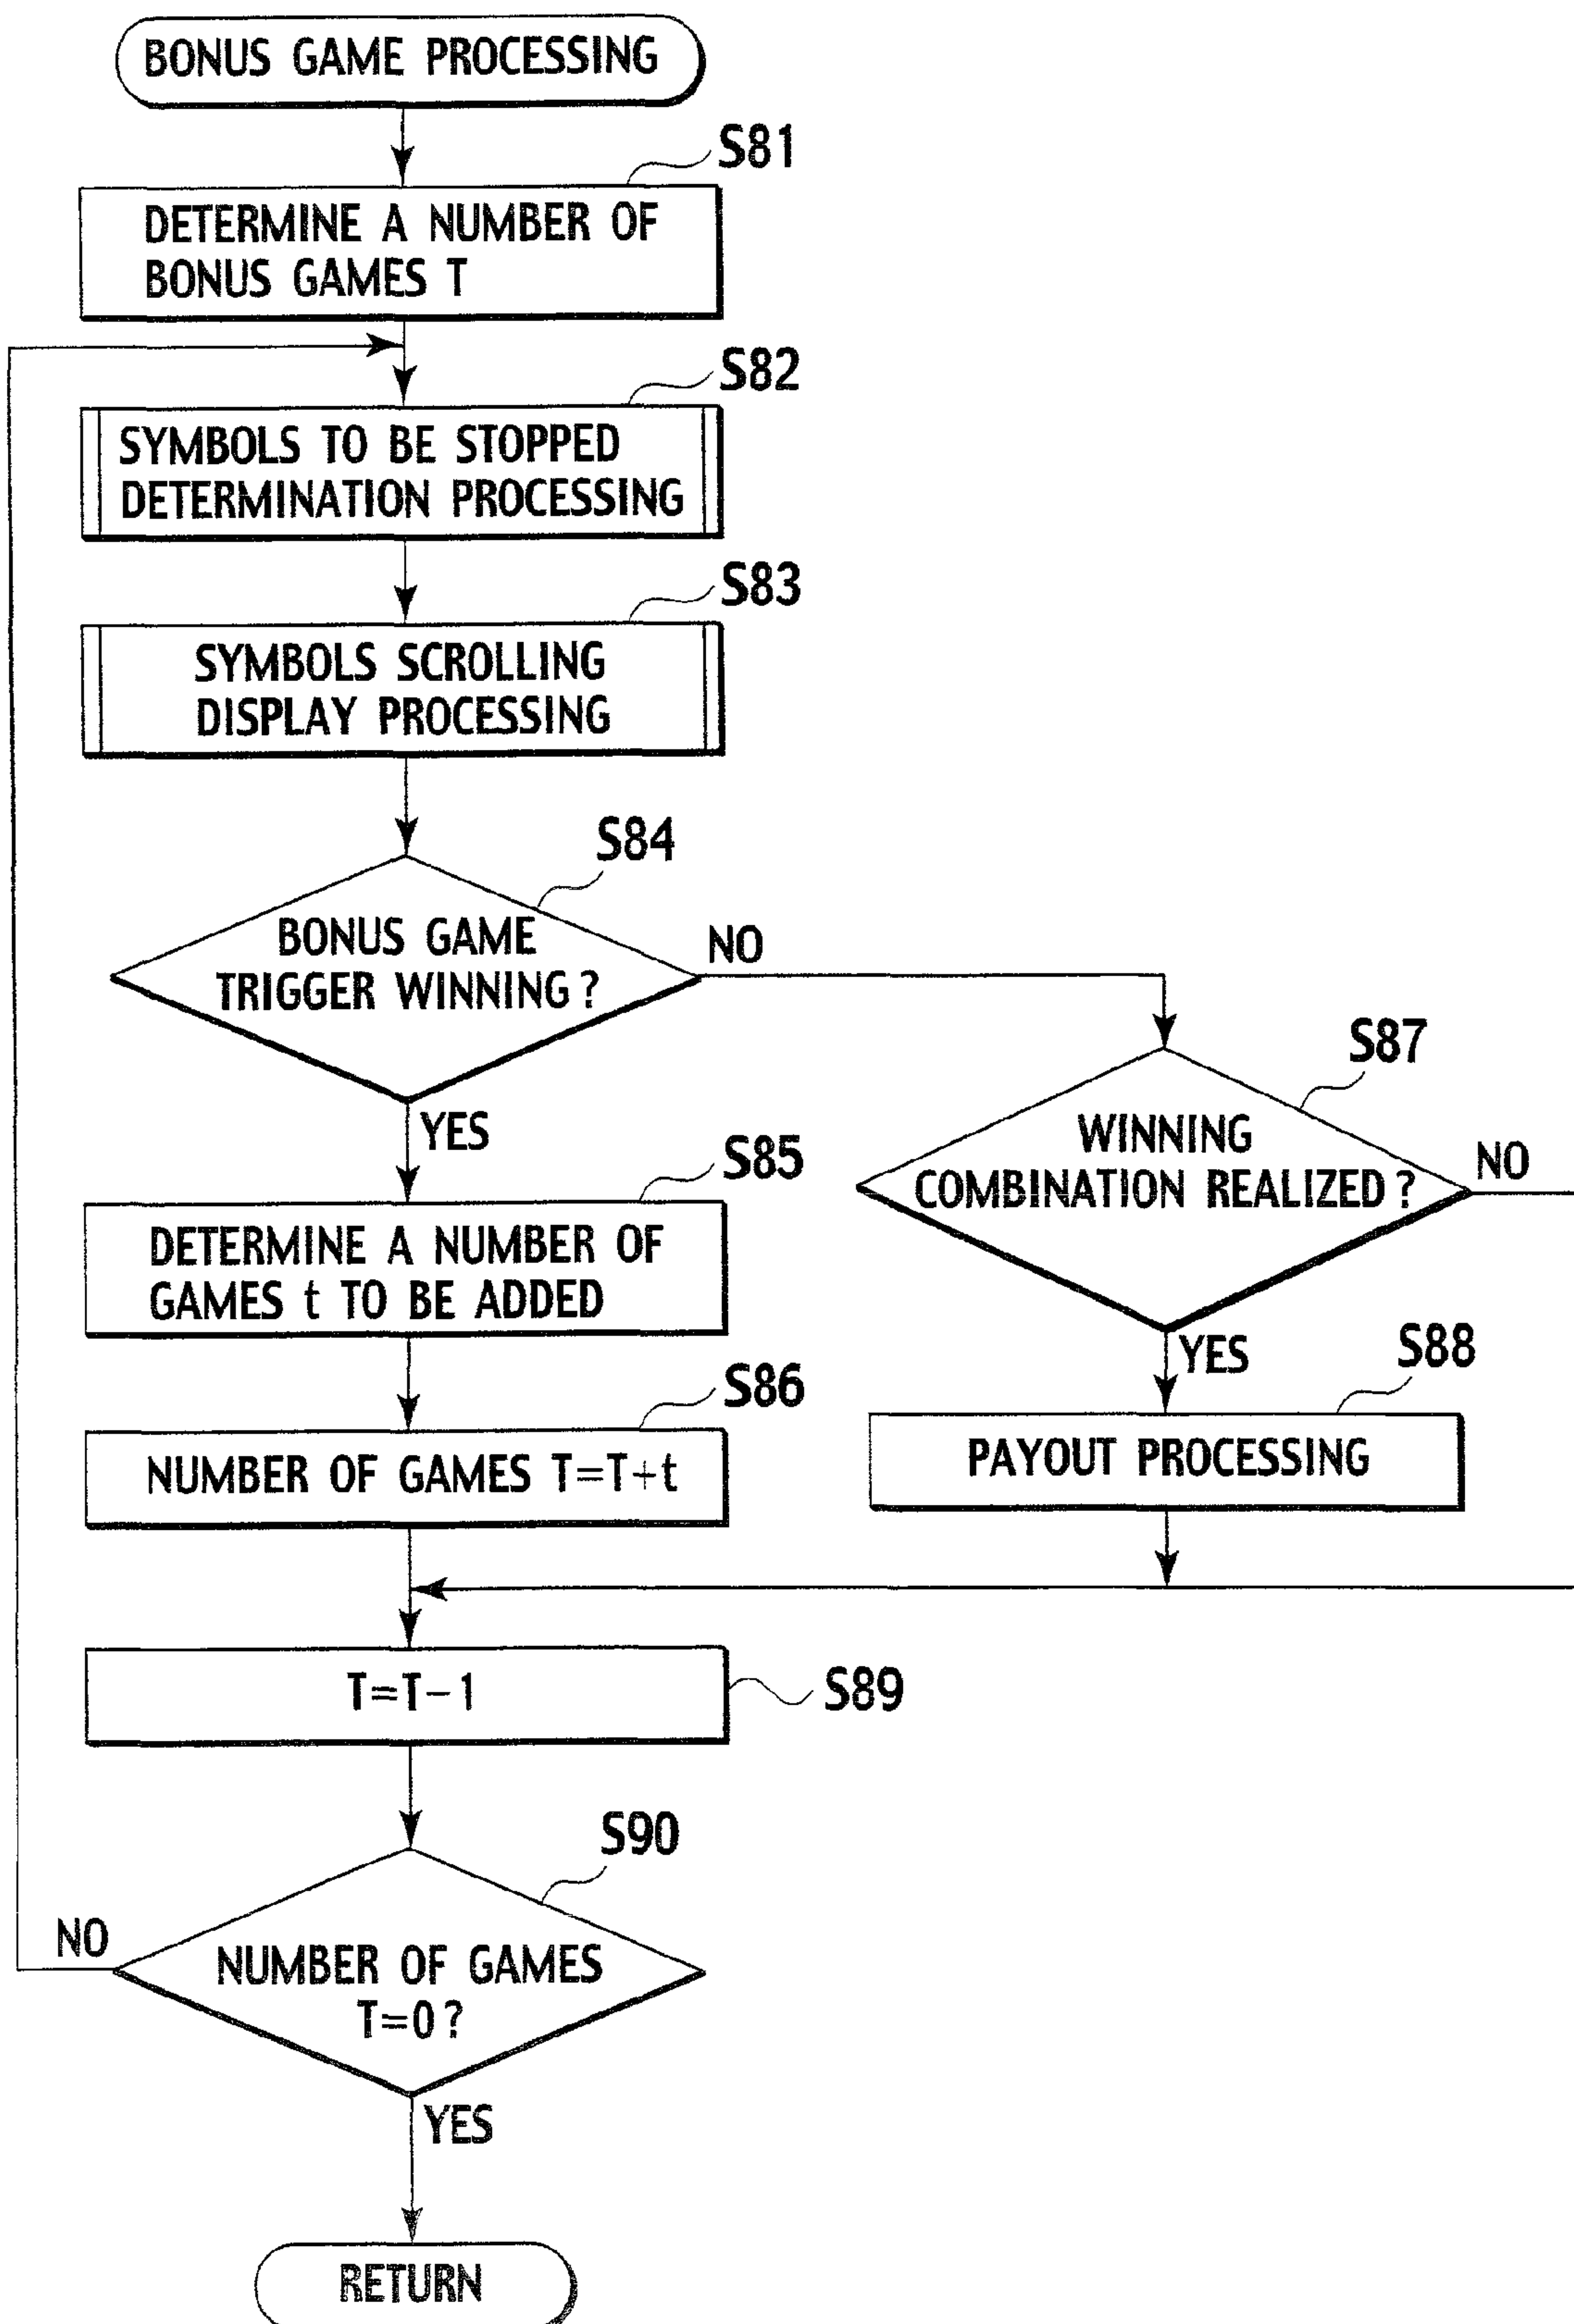 BONUS GAME PROCESSING
S81
DETERMINE A NUMBER OF
BONUS GAMES T
S82
SYMBOLS TO BE STOPPED
DETERMINATION PROCESSING
S83
SYMBOLS SCROLLING
DISPLAY PROCESSING
S84
BONUS GAME
TRIGGER WINNING?
NO
YES
S87
WINNING
COMBINATION REALIZED?
NO
YES
S85
DETERMINE A NUMBER OF
GAMES t TO BE ADDED
S86
NUMBER OF GAMES T=T+t
S88
PAYOUT PROCESSING
T=T-1
S89
S90
NUMBER OF GAMES
T=0?
NO
YES
RETURN